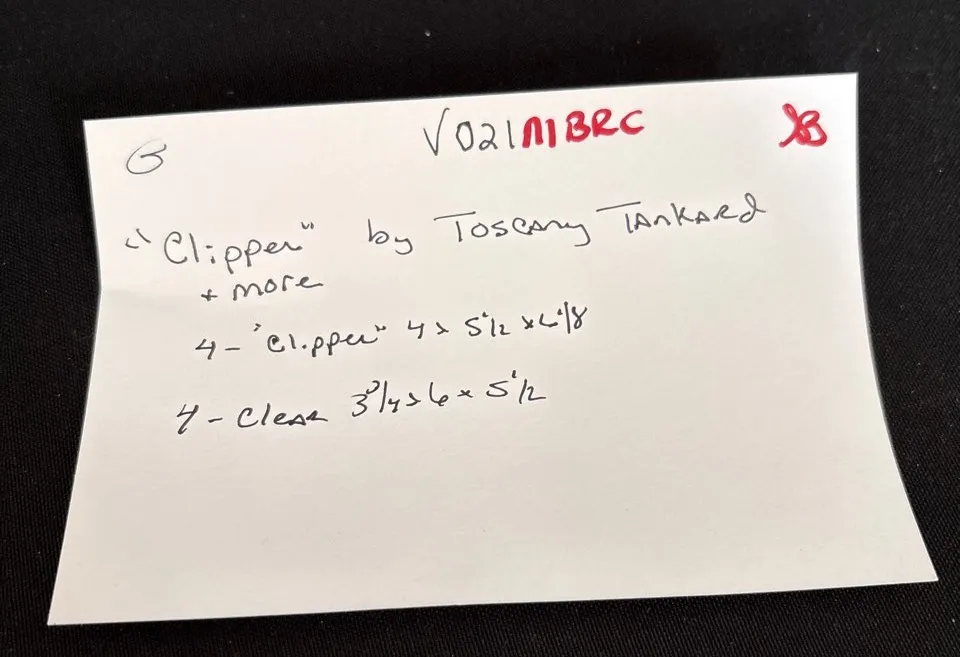 G V021M1BRC XB
"Clipper" by Toscany Tankard
+ more
4 - "Clipper" 4 x 5 1/2 x 6 1/8
4 - Clear 3 3/4 x 6 x 5 1/2